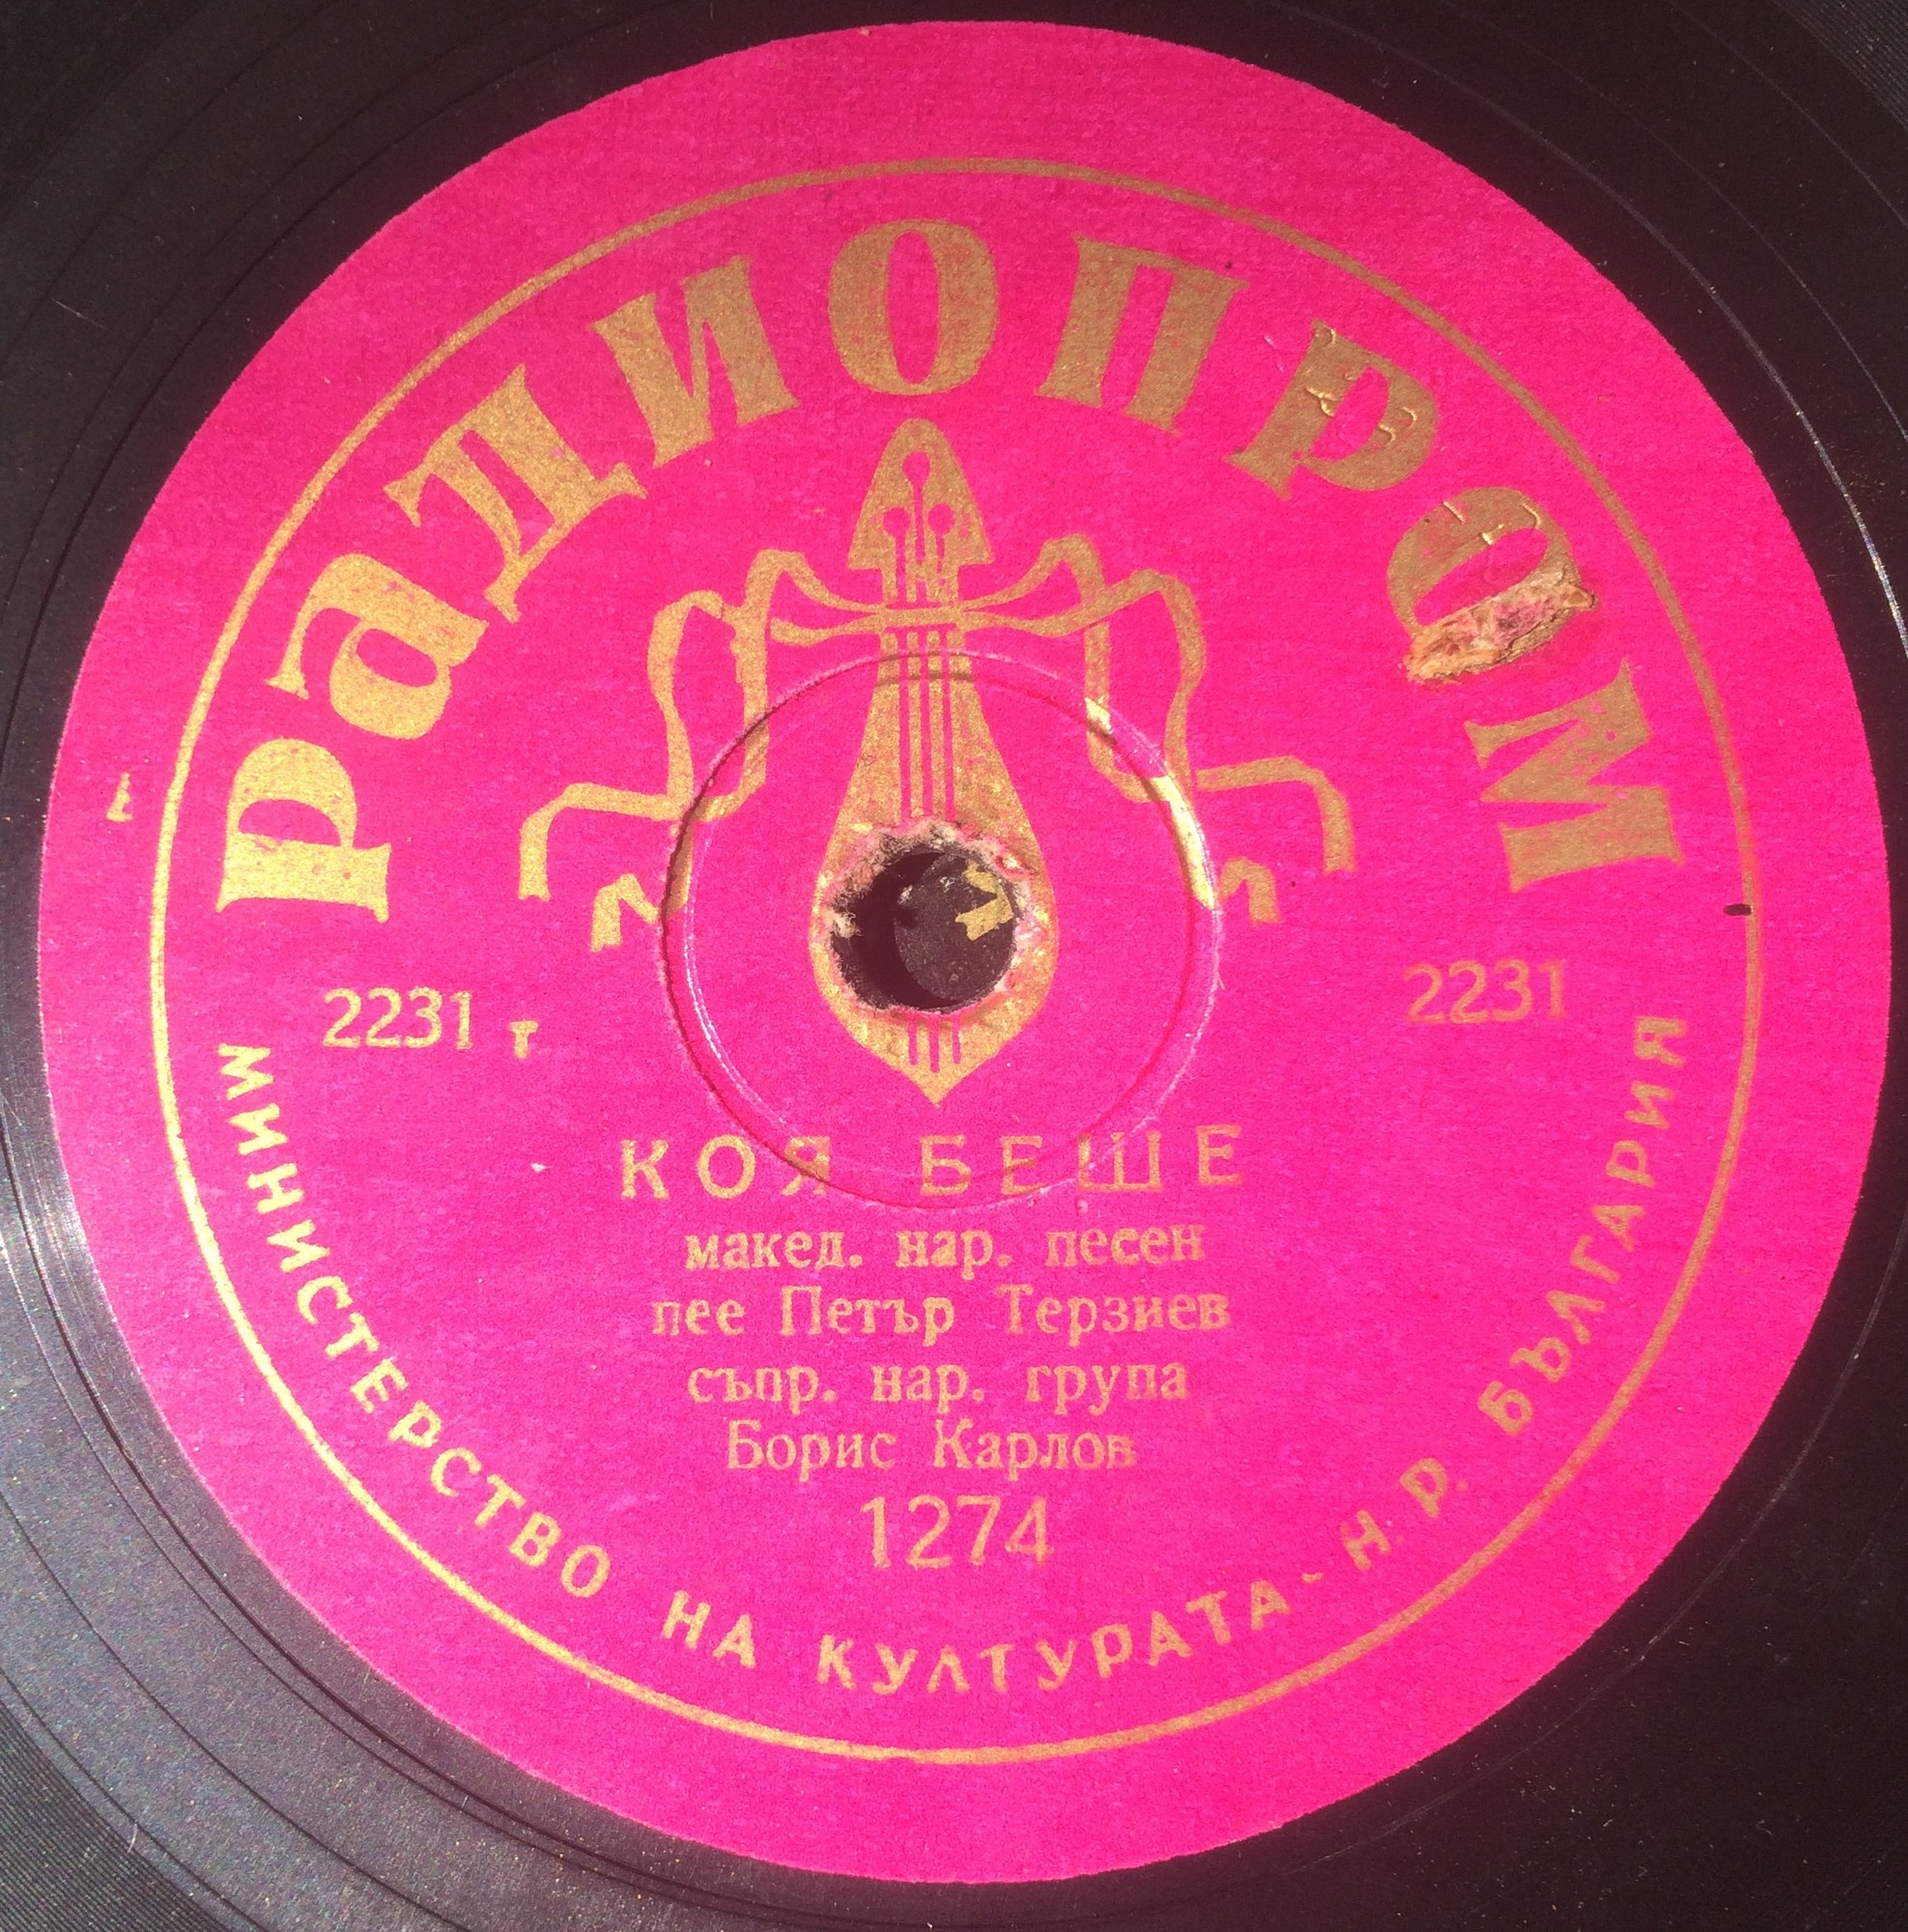 РАДИОПРОМ
2231 т
2231
КОЯ БЕШЕ
макед. нар. песен
пее Петър Терзиев
съпр. нар. група
Борис Карлов
1274
МИНИСТЕРСТВО НА КУЛТУРАТА - Н. Р. БЪЛГАРИЯ